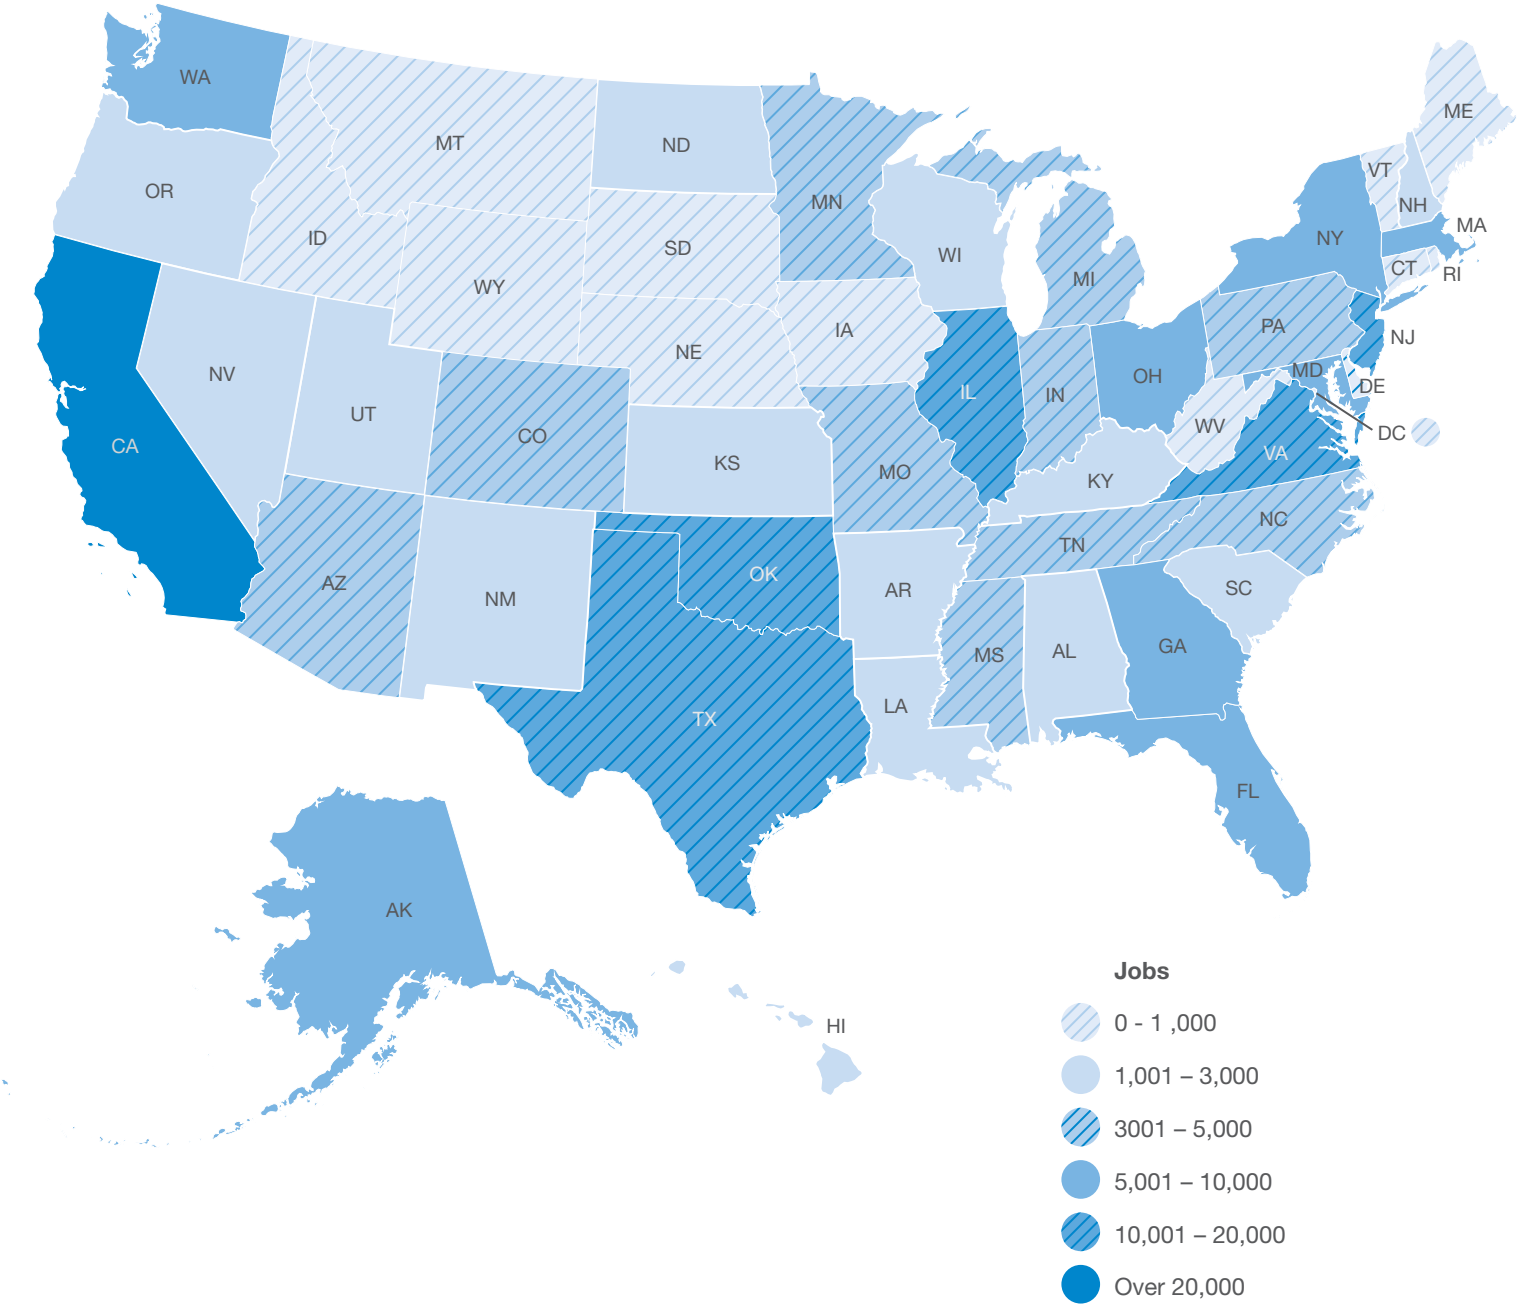 WA
MT
ND
ME
OR
MN
VT
NH
ID
SD
WI
NY
MA
WY
MI
CT
RI
IA
PA
NE
NJ
NV
UT
OH
MD
DE
IL
IN
CO
WV
DC
CA
KS
MO
KY
VA
NC
TN
AZ
OK
NM
AR
SC
MS
AL
GA
LA
TX
FL
AK
HI
Jobs
0 - 1 ,000
1,001 – 3,000
3001 – 5,000
5,001 – 10,000
10,001 – 20,000
Over 20,000